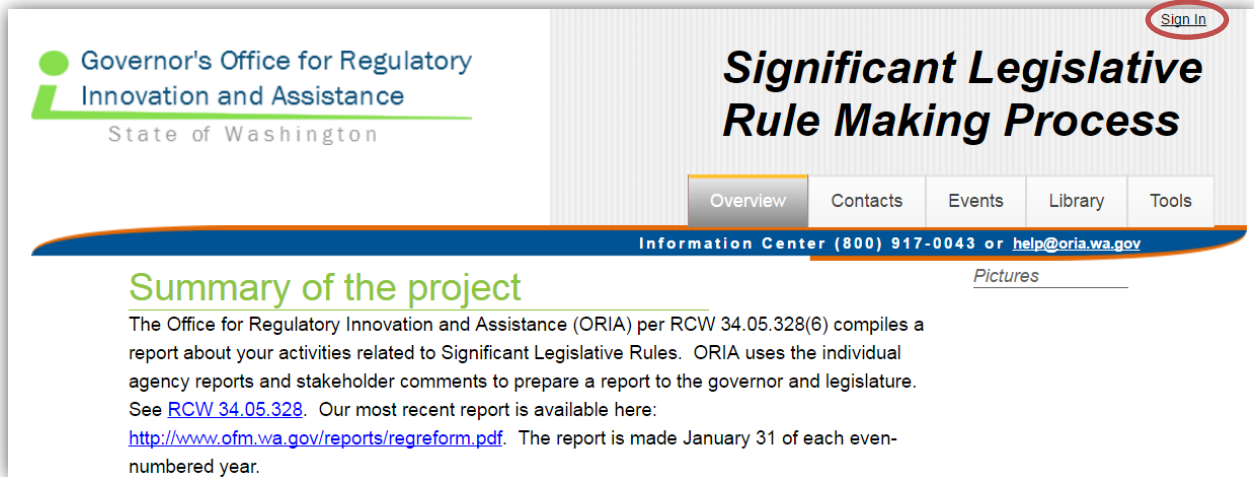 Sign In
Governor's Office for Regulatory
Innovation and Assistance
State of Washington
Significant Legislative
Rule Making Process
Overview Contacts Events Library Tools
Information Center (800) 917-0043 or help@oria.wa.gov
Pictures
Summary of the project
The Office for Regulatory Innovation and Assistance (ORIA) per RCW 34.05.328(6) compiles a
report about your activities related to Significant Legislative Rules.  ORIA uses the individual
agency reports and stakeholder comments to prepare a report to the governor and legislature.
See RCW 34.05.328.  Our most recent report is available here:
http://www.ofm.wa.gov/reports/regreform.pdf.  The report is made January 31 of each even-
numbered year.